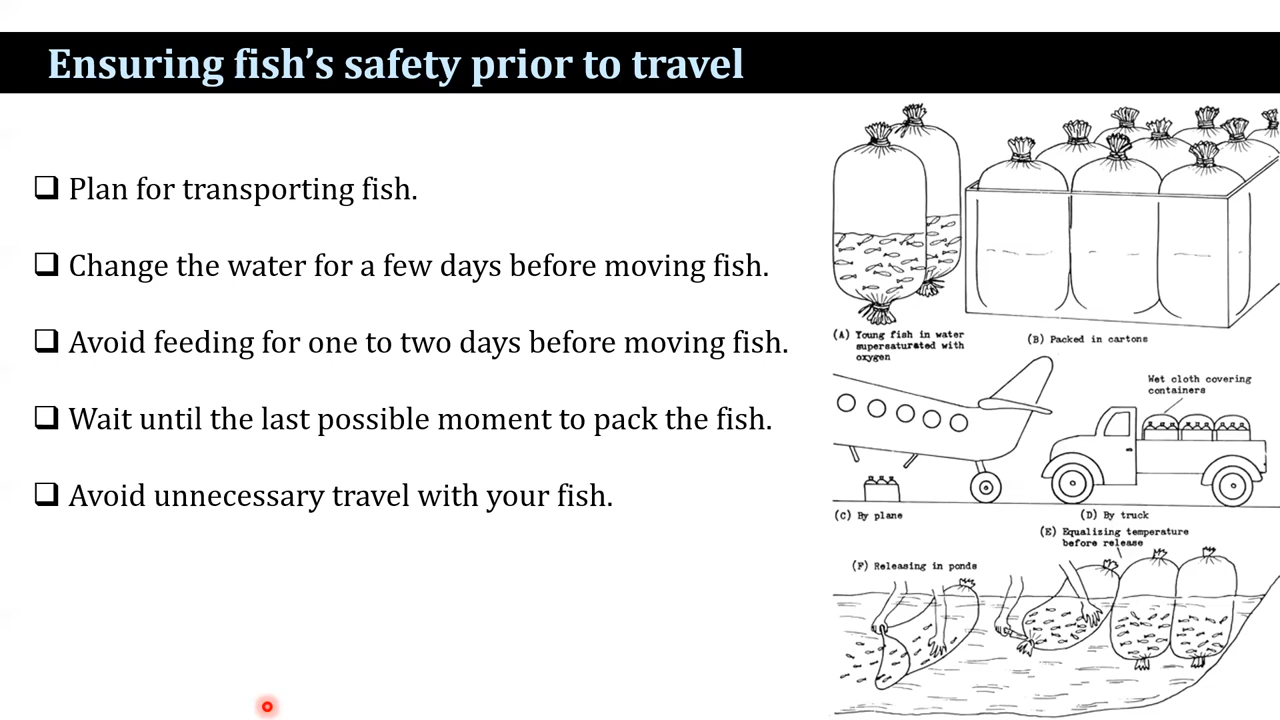 Ensuring fish’s safety prior to travel
Plan for transporting fish.
Change the water for a few days before moving fish.
Avoid feeding for one to two days before moving fish.
Wait until the last possible moment to pack the fish.
Avoid unnecessary travel with your fish.
(A) Young fish in water
supersaturated with
oxygen
(B) Packed in cartons
Wet cloth covering
containers
(C) By plane
(D) By truck
(E) Equalizing temperature
before release
(F) Releasing in ponds